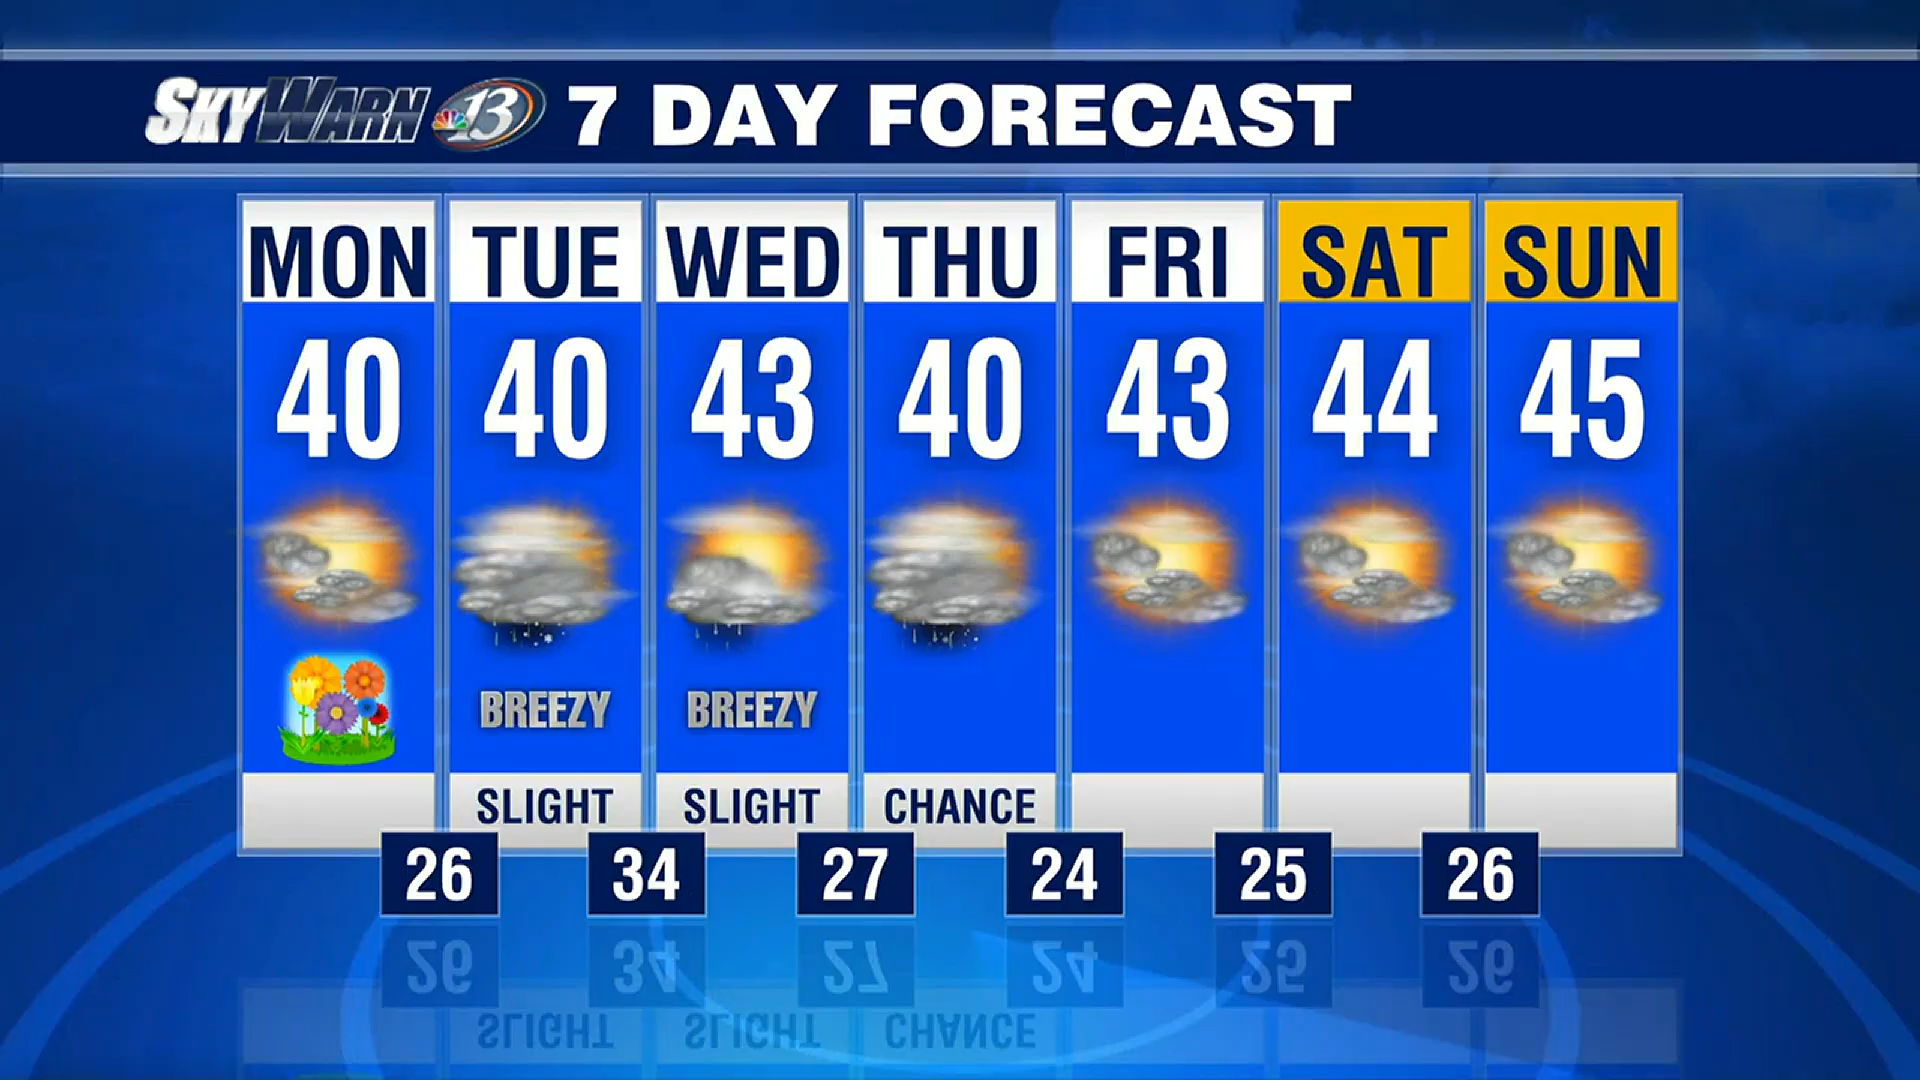 SKYWARN 13 7 DAY FORECAST
MON TUE WED THU FRI SAT SUN
40 40 43 40 43 44 45
BREEZY BREEZY
SLIGHT SLIGHT CHANCE
26 34 27 24 25 26